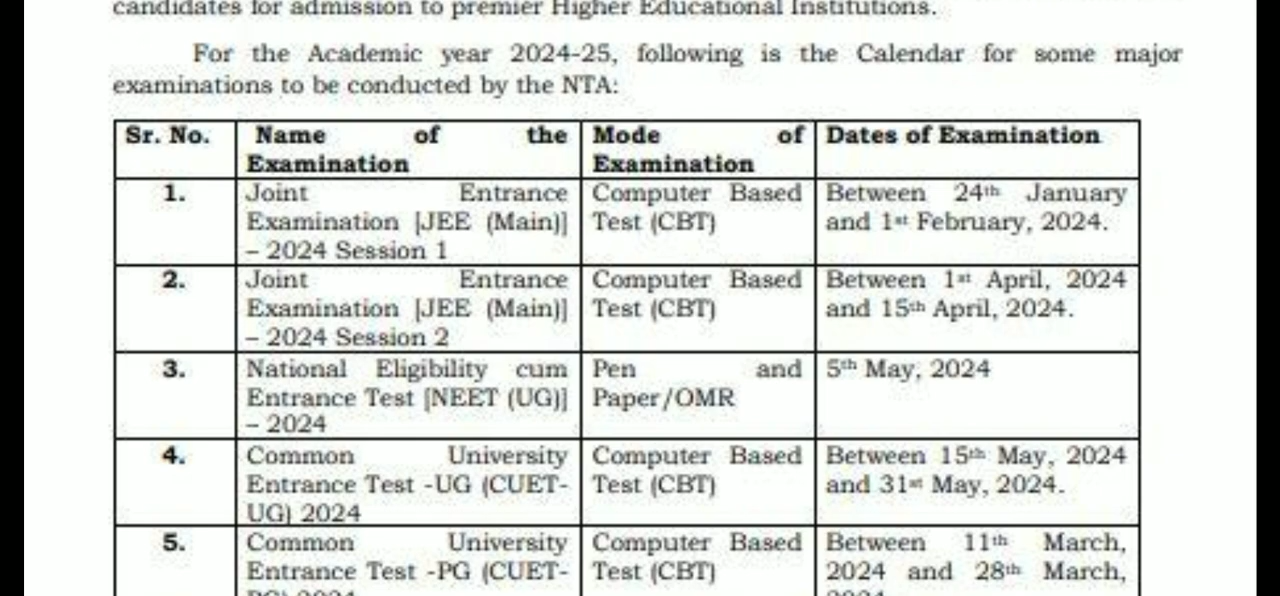 candidates for admission to premier Higher Educational Institutions.
For the Academic year 2024-25, following is the Calendar for some major
examinations to be conducted by the NTA:
Sr. No. Name of the Mode of Dates of Examination
Examination Examination
1. Joint Entrance Computer Based Between 24th January
Examination [JEE (Main)] Test (CBT) and 1st February, 2024.
– 2024 Session 1
2. Joint Entrance Computer Based Between 1st April, 2024
Examination [JEE (Main)] Test (CBT) and 15th April, 2024.
– 2024 Session 2
3. National Eligibility cum Pen and 5th May, 2024
Entrance Test [NEET (UG)] Paper/OMR
– 2024
4. Common University Computer Based Between 15th May, 2024
Entrance Test -UG (CUET- Test (CBT) and 31st May, 2024.
UG) 2024
5. Common University Computer Based Between 11th March,
Entrance Test -PG (CUET- Test (CBT) 2024 and 28th March,
PG) 2024 2024.